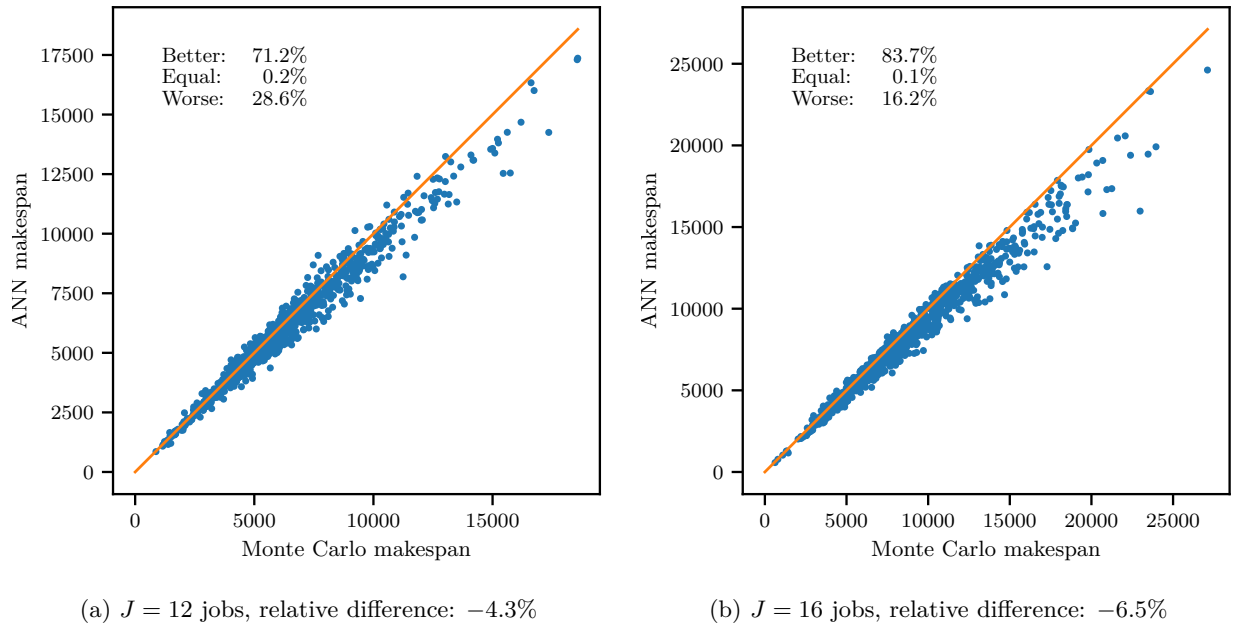 17500
15000
12500
10000
7500
5000
2500
0
ANN makespan
Better: 71.2%
Equal: 0.2%
Worse: 28.6%
0 5000 10000 15000
Monte Carlo makespan
(a) J = 12 jobs, relative difference: −4.3%
25000
20000
15000
10000
5000
0
ANN makespan
Better: 83.7%
Equal: 0.1%
Worse: 16.2%
0 5000 10000 15000 20000 25000
Monte Carlo makespan
(b) J = 16 jobs, relative difference: −6.5%